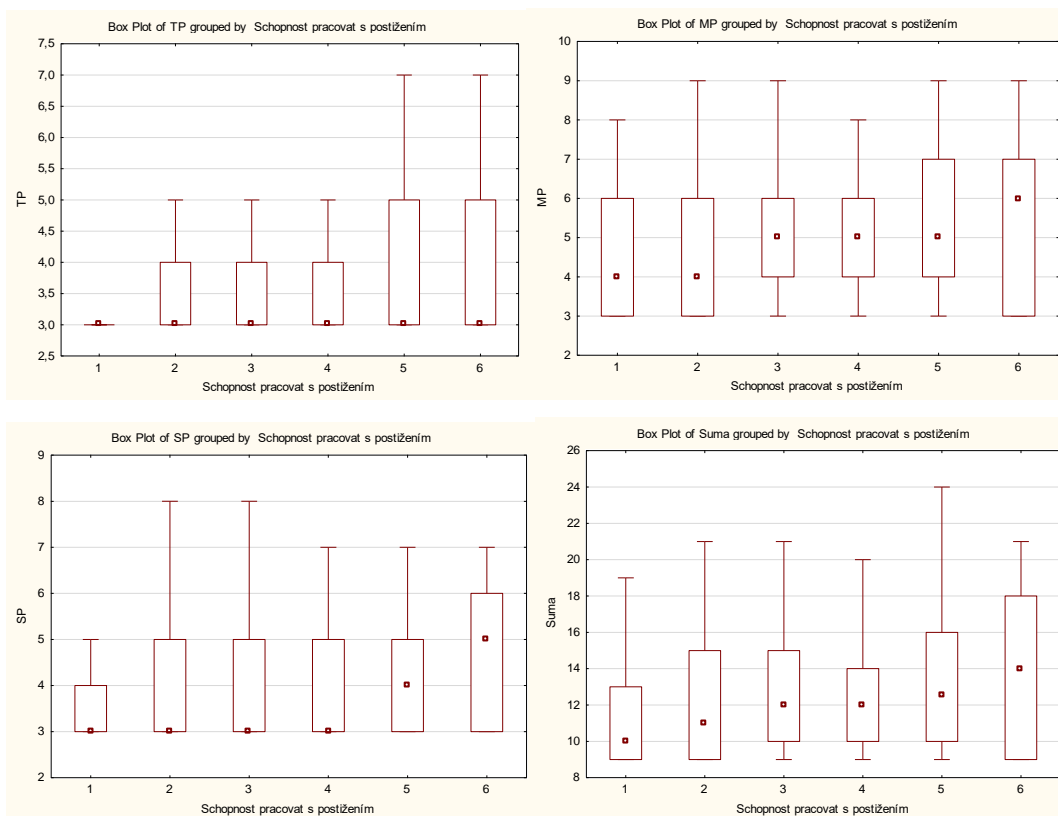 Box Plot of TP grouped by Schopnost pracovat s postižením
7,5
7,0
6,5
6,0
5,5
5,0
4,5
4,0
3,5
3,0
2,5
TP
1 2 3 4 5 6
Schopnost pracovat s postižením
Box Plot of MP grouped by Schopnost pracovat s postižením
10
9
8
7
6
5
4
3
2
MP
1 2 3 4 5 6
Schopnost pracovat s postižením
Box Plot of SP grouped by Schopnost pracovat s postižením
9
8
7
6
5
4
3
2
SP
1 2 3 4 5 6
Schopnost pracovat s postižením
Box Plot of Suma grouped by Schopnost pracovat s postižením
26
24
22
20
18
16
14
12
10
8
Suma
1 2 3 4 5 6
Schopnost pracovat s postižením